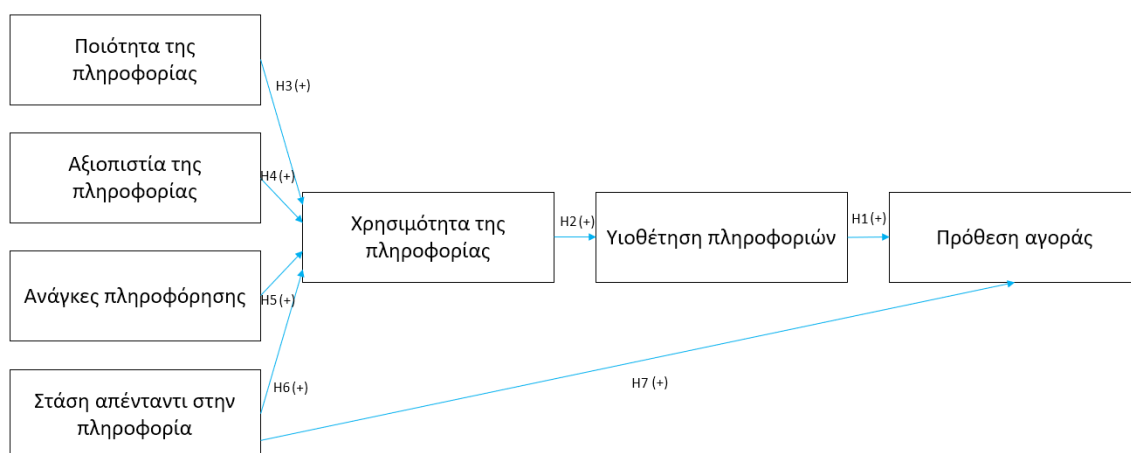 Ποιότητα της
πληροφορίας
H3 (+)
Αξιοπιστία της
πληροφορίας
H4 (+)
Χρησιμότητα της
πληροφορίας
H2 (+)
Υιοθέτηση πληροφοριών
H1 (+)
Πρόθεση αγοράς
Ανάγκες πληροφόρησης
H5 (+)
Στάση απένταντι στην
πληροφορία
H6 (+)
H7 (+)